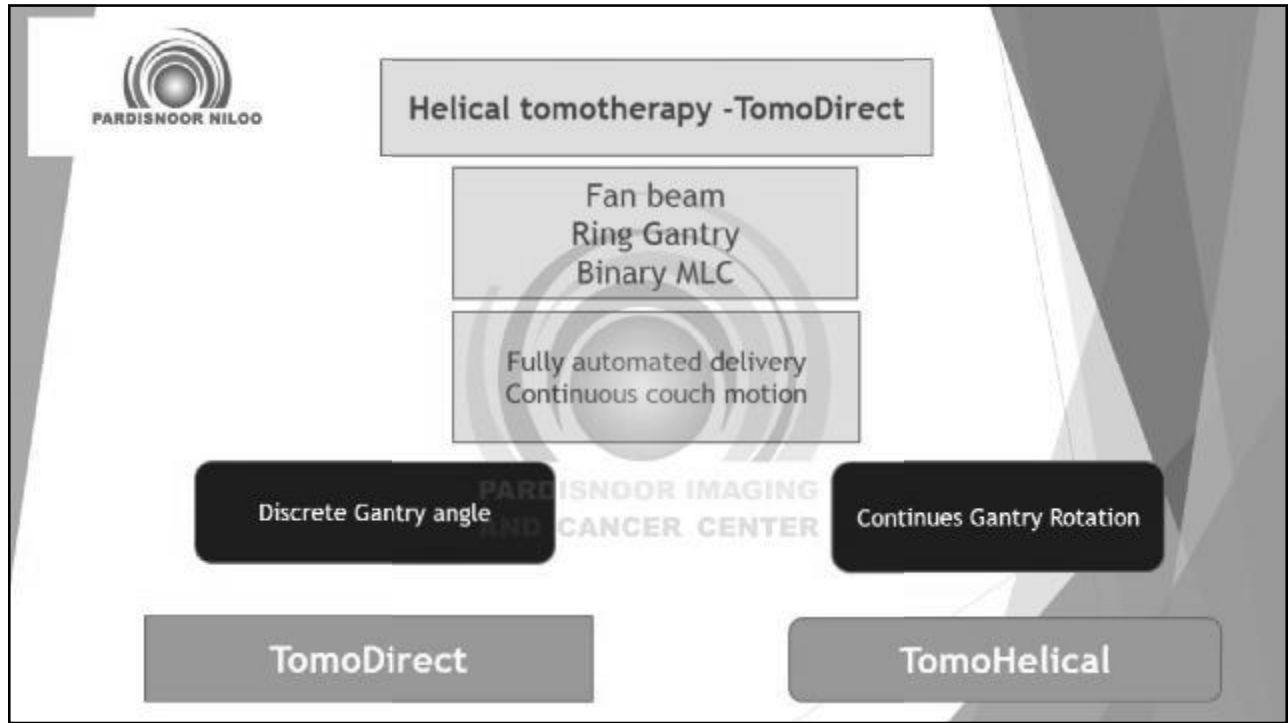 PARDISNOOR NILOO
Helical tomotherapy -TomoDirect
Fan beam
Ring Gantry
Binary MLC
Fully automated delivery
Continuous couch motion
PARDISNOOR IMAGING
AND CANCER CENTER
Discrete Gantry angle
Continues Gantry Rotation
TomoDirect
TomoHelical